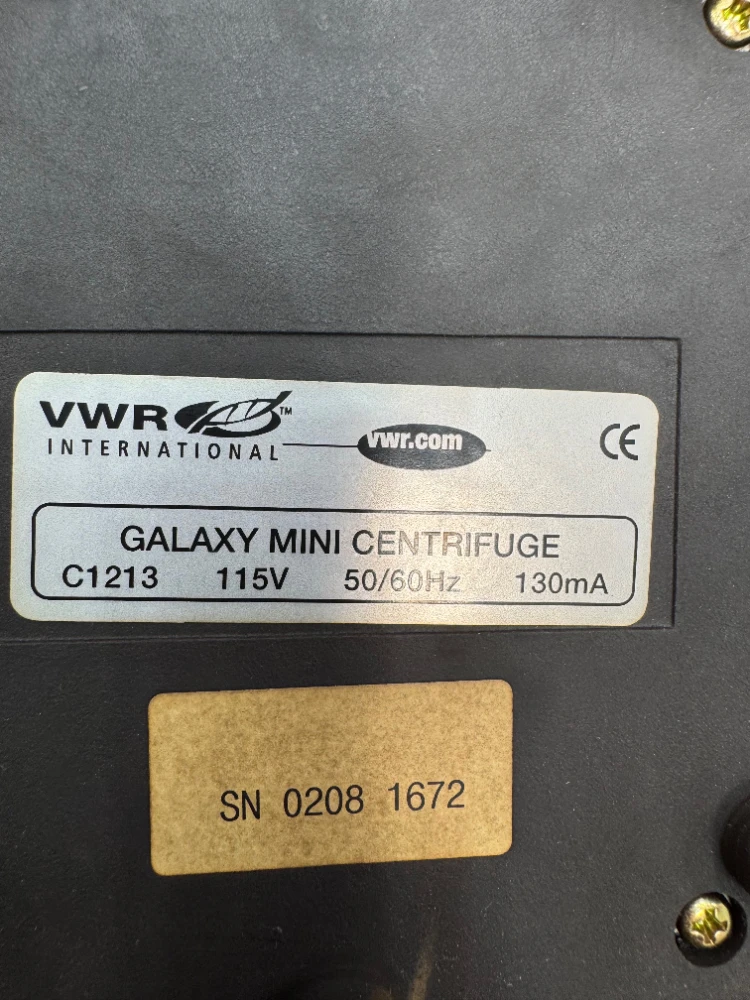 VWR™
INTERNATIONAL
vwr.com
CE
GALAXY MINI CENTRIFUGE
C1213 115V 50/60Hz 130mA
SN 0208 1672